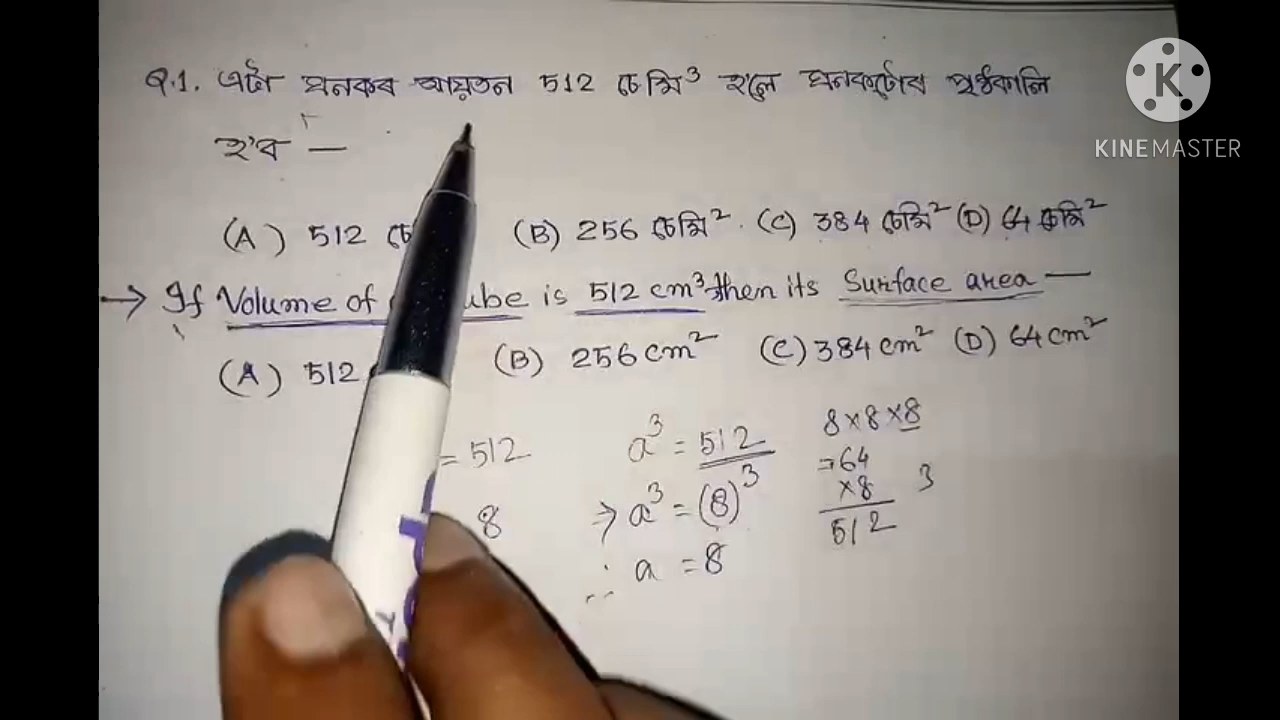 Q.1. এটা ঘনকৰ আয়তন 512 চেমি³ হ'লে ঘনকটোৰ পৃষ্ঠকালি
হ'ব —
(A) 512 (B) 256 চেমি² (C) 384 চেমি² (D) 64 চেমি²
→ If Volume of cube is 512 cm³ then its Surface area —
(A) 512 (B) 256 cm² (C) 384 cm² (D) 64 cm²
= 512
8
a³ = 512
⇒ a³ = (8)³
∴ a = 8
8×8×8
=64
×8
512
3
K
KINEMASTER